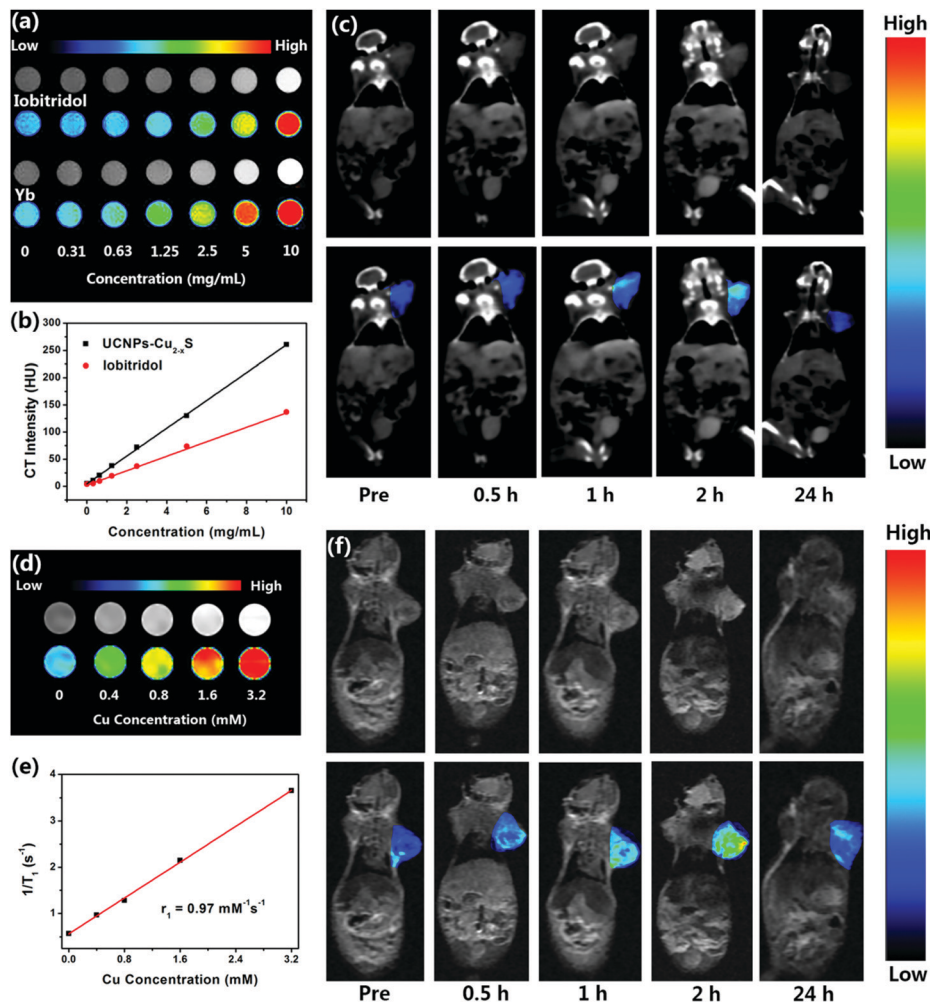 (a)
Low High
Iobitridol
Yb
0 0.31 0.63 1.25 2.5 5 10
Concentration (mg/mL)
(b)
300
250
200
150
100
50
0
CT Intensity (HU)
UCNPs-Cu2-xS
Iobitridol
0 2 4 6 8 10
Concentration (mg/mL)
(c)
Pre 0.5 h 1 h 2 h 24 h
High
Low
(d)
Low High
0 0.4 0.8 1.6 3.2
Cu Concentration (mM)
(e)
4
3
2
1
1/T1 (s-1)
r1 = 0.97 mM-1s-1
0.0 0.8 1.6 2.4 3.2
Cu Concentration (mM)
(f)
Pre 0.5 h 1 h 2 h 24 h
High
Low